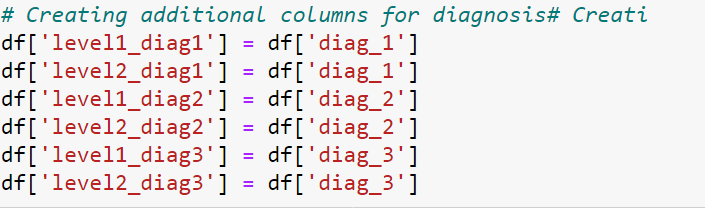 # Creating additional columns for diagnosis# Creati
df['level1_diag1'] = df['diag_1']
df['level2_diag1'] = df['diag_1']
df['level1_diag2'] = df['diag_2']
df['level2_diag2'] = df['diag_2']
df['level1_diag3'] = df['diag_3']
df['level2_diag3'] = df['diag_3']